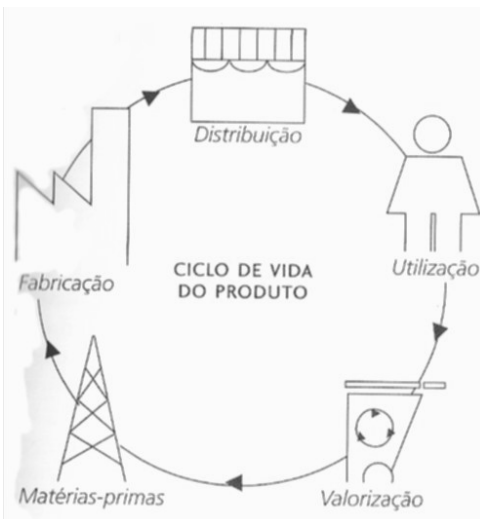 Distribuição
Utilização
Fabricação
CICLO DE VIDA
DO PRODUTO
Matérias-primas
Valorização